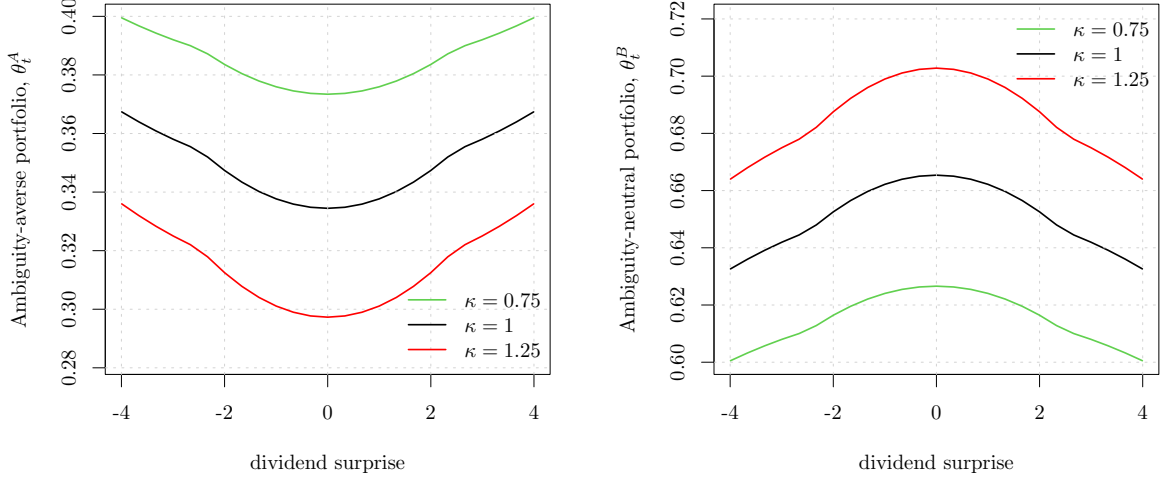 Ambiguity-averse portfolio, θ_t^A
0.40
0.38
0.36
0.34
0.32
0.30
0.28
κ = 0.75
κ = 1
κ = 1.25
-4 -2 0 2 4
dividend surprise
Ambiguity-neutral portfolio, θ_t^B
0.72
0.70
0.68
0.66
0.64
0.62
0.60
κ = 0.75
κ = 1
κ = 1.25
-4 -2 0 2 4
dividend surprise